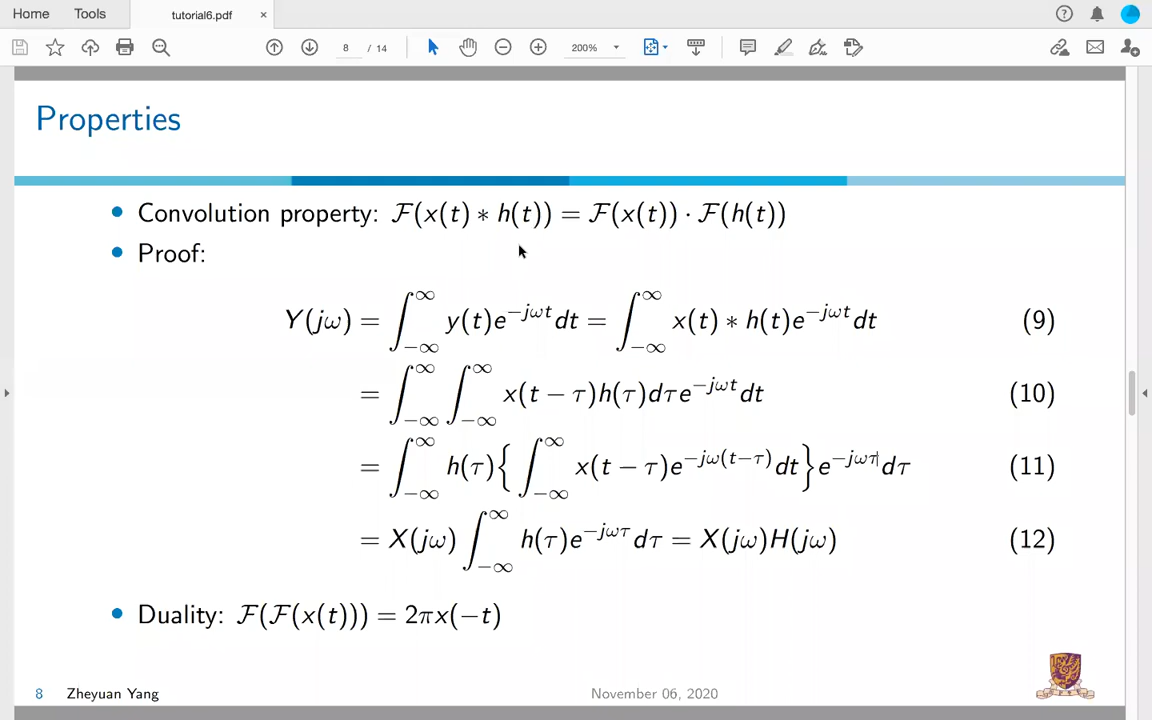 Home Tools tutorial6.pdf ×
8 / 14 200%
Properties
• Convolution property: ℱ(x(t) ∗ h(t)) = ℱ(x(t)) · ℱ(h(t))
• Proof:
Y(jω) = ∫_{−∞}^{∞} y(t)e^{−jωt}dt = ∫_{−∞}^{∞} x(t) ∗ h(t)e^{−jωt}dt (9)
= ∫_{−∞}^{∞} ∫_{−∞}^{∞} x(t − τ)h(τ)dτe^{−jωt}dt (10)
= ∫_{−∞}^{∞} h(τ){ ∫_{−∞}^{∞} x(t − τ)e^{−jω(t−τ)}dt}e^{−jωτ}dτ (11)
= X(jω) ∫_{−∞}^{∞} h(τ)e^{−jωτ}dτ = X(jω)H(jω) (12)
• Duality: ℱ(ℱ(x(t))) = 2πx(−t)
8 Zheyuan Yang November 06, 2020